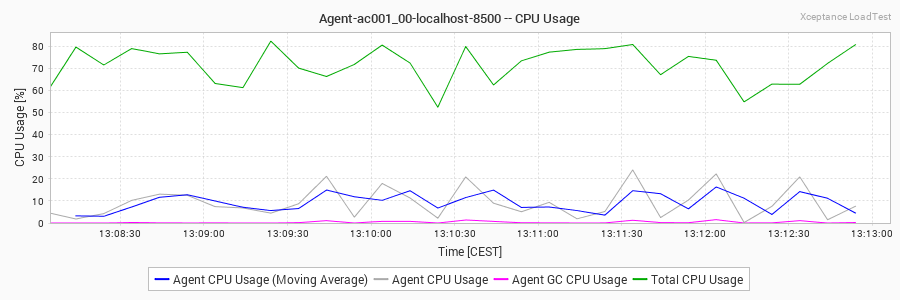 Agent-ac001_00-localhost-8500 -- CPU Usage
Xceptance LoadTest
CPU Usage [%]
80
70
60
50
40
30
20
10
0
13:08:30 13:09:00 13:09:30 13:10:00 13:10:30 13:11:00 13:11:30 13:12:00 13:12:30 13:13:00
Time [CEST]
Agent CPU Usage (Moving Average) Agent CPU Usage Agent GC CPU Usage Total CPU Usage